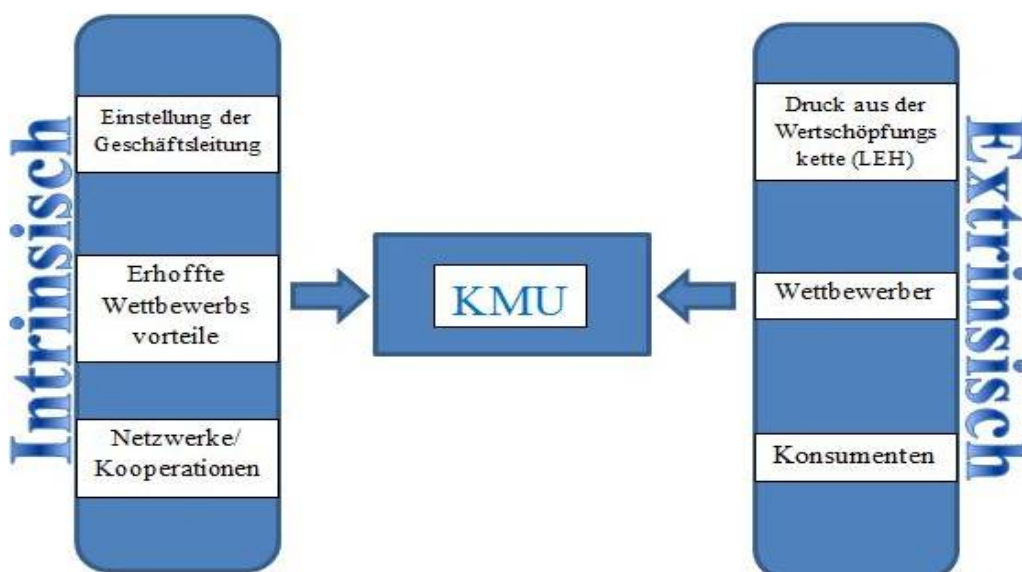 Intrinsisch
Einstellung der
Geschäftsleitung
Erhoffte
Wettbewerbs
vorteile
Netzwerke/
Kooperationen
KMU
Druck aus der
Wertschöpfungs
kette (LEH)
Wettbewerber
Konsumenten
Extrinsisch